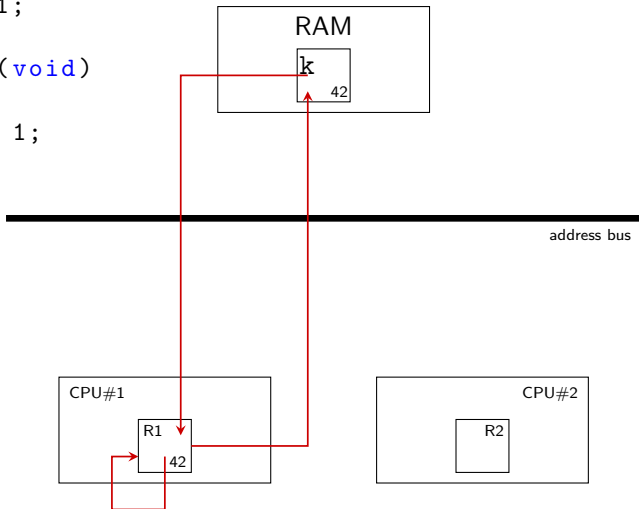 1;
(void)
1;
RAM
k
42
address bus
CPU#1
R1
42
CPU#2
R2